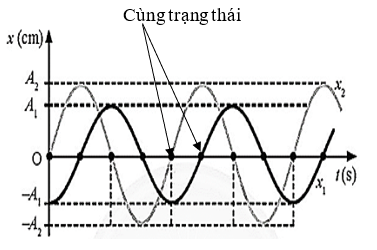 Cùng trạng thái
x (cm)
A₂
x₂
A₁
O
x₁
t(s)
−A₁
−A₂